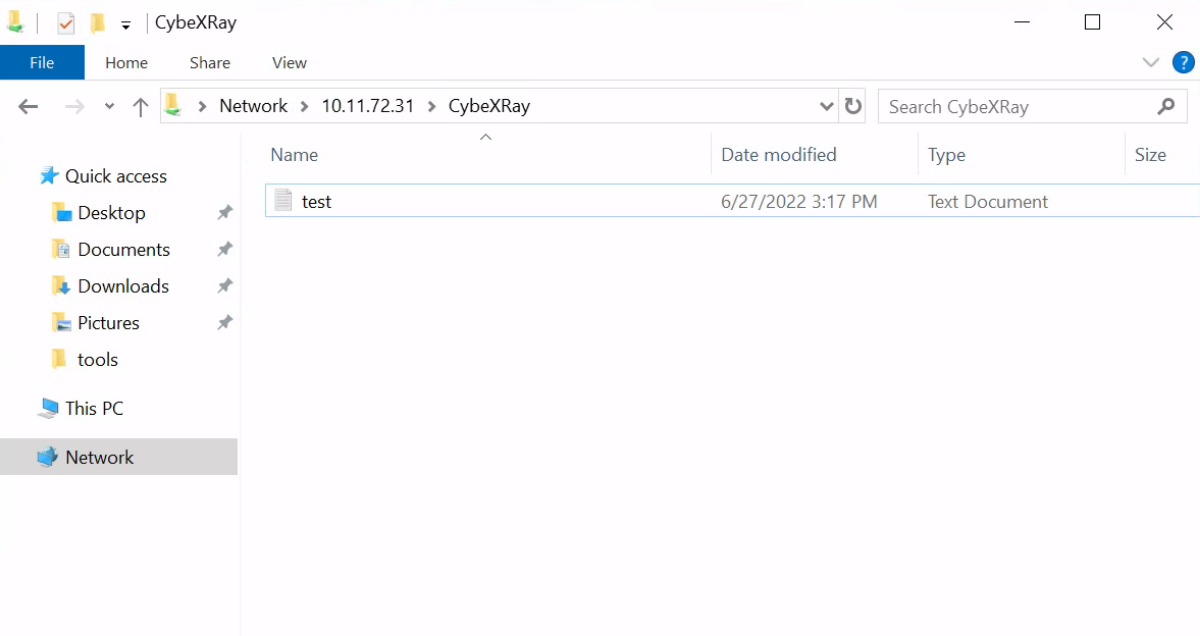 CybeXRay
File Home Share View
Network 10.11.72.31 CybeXRay
Search CybeXRay
Name Date modified Type Size
test 6/27/2022 3:17 PM Text Document
Quick access
Desktop
Documents
Downloads
Pictures
tools
This PC
Network